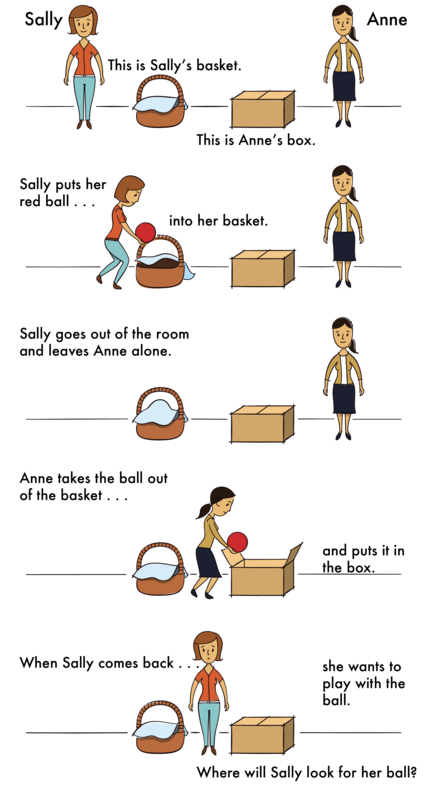 Sally
Anne
This is Sally's basket.
This is Anne's box.
Sally puts her
red ball . . .
into her basket.
Sally goes out of the room
and leaves Anne alone.
Anne takes the ball out
of the basket . . .
and puts it in
the box.
When Sally comes back . . .
she wants to
play with the
ball.
Where will Sally look for her ball?